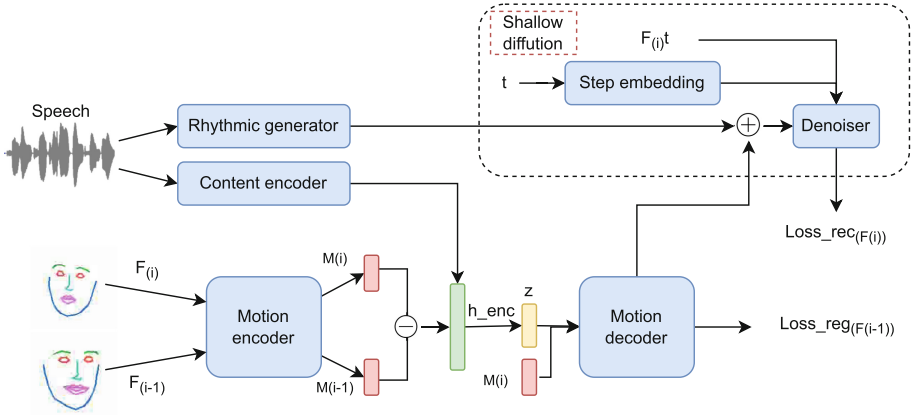 Shallow
diffution
F(i)t
t
Step embedding
Speech
Rhythmic generator
Denoiser
Content encoder
Loss_rec(F(i))
F(i)
M(i)
z
h_enc
Motion
encoder
Motion
decoder
Loss_reg(F(i-1))
F(i-1)
M(i-1)
M(i)